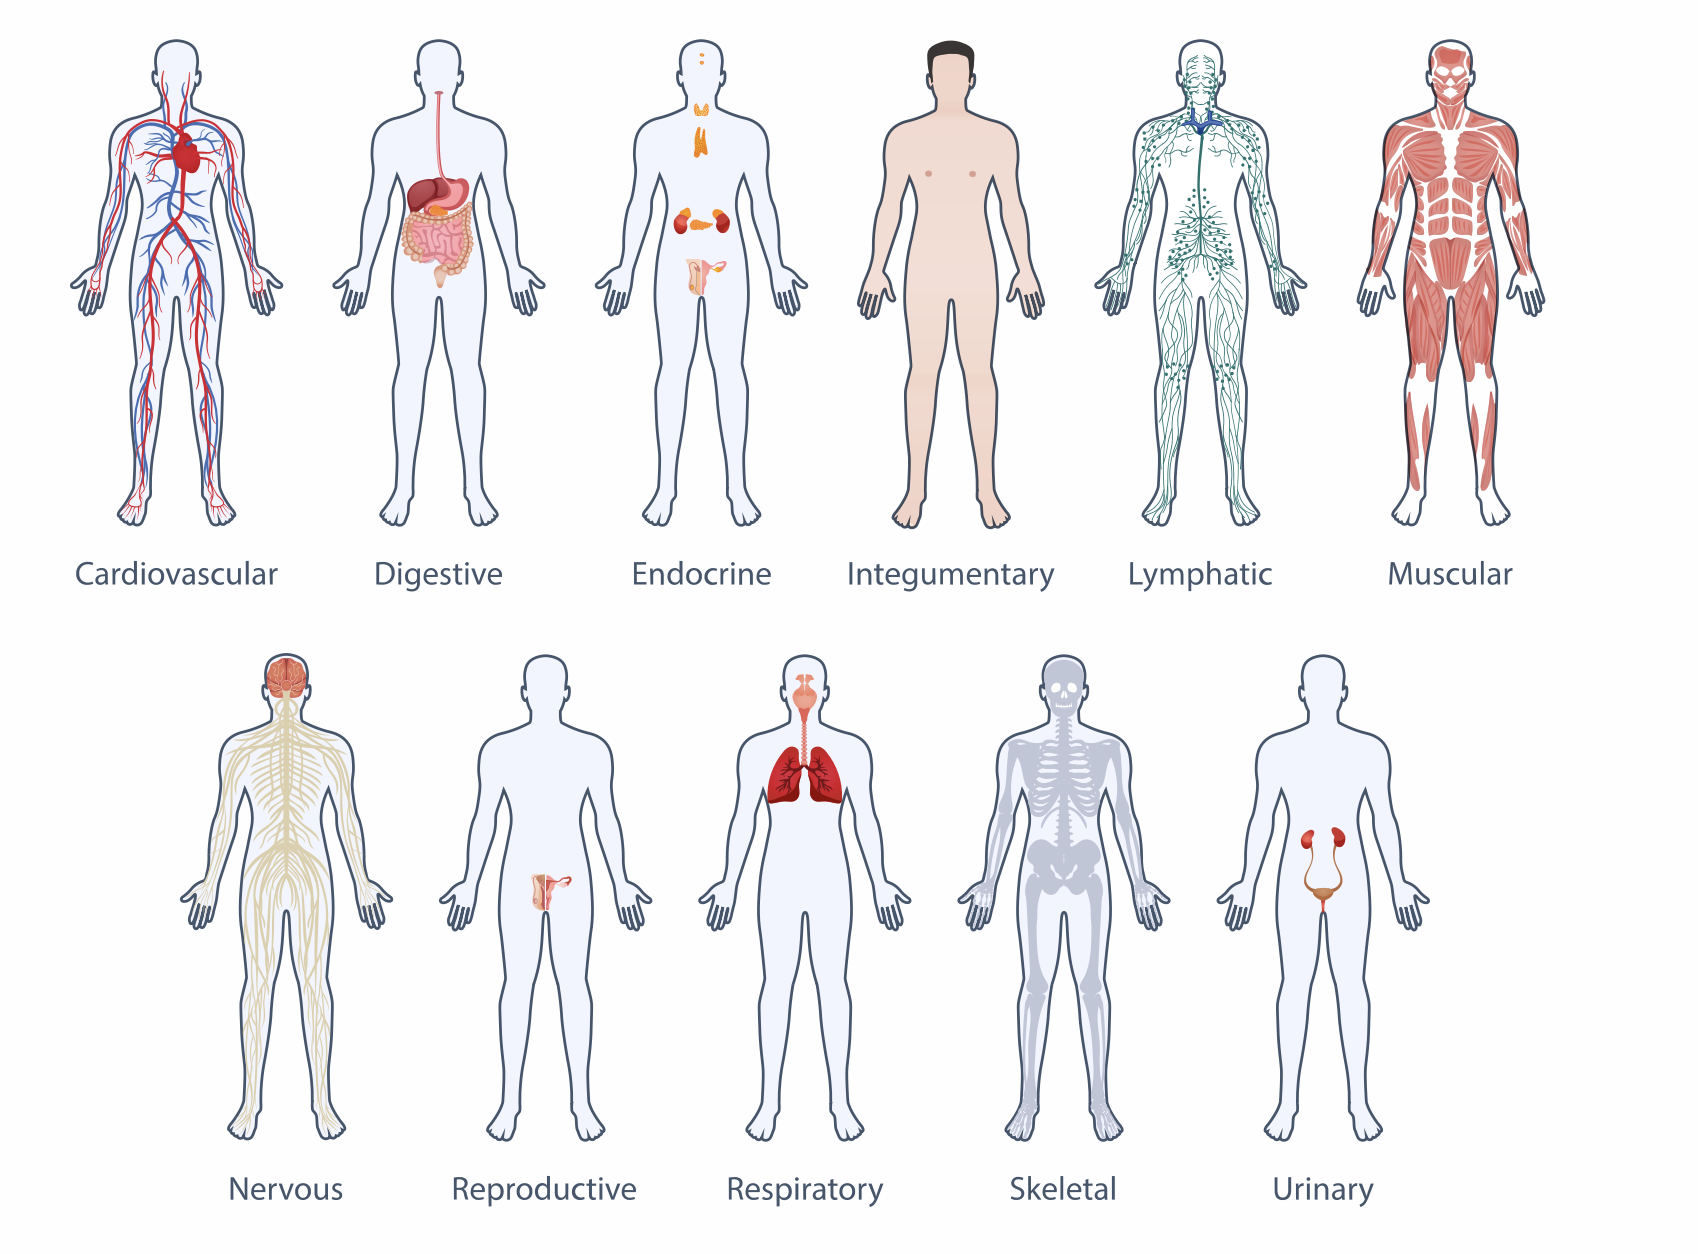 Cardiovascular
Digestive
Endocrine
Integumentary
Lymphatic
Muscular
Nervous
Reproductive
Respiratory
Skeletal
Urinary